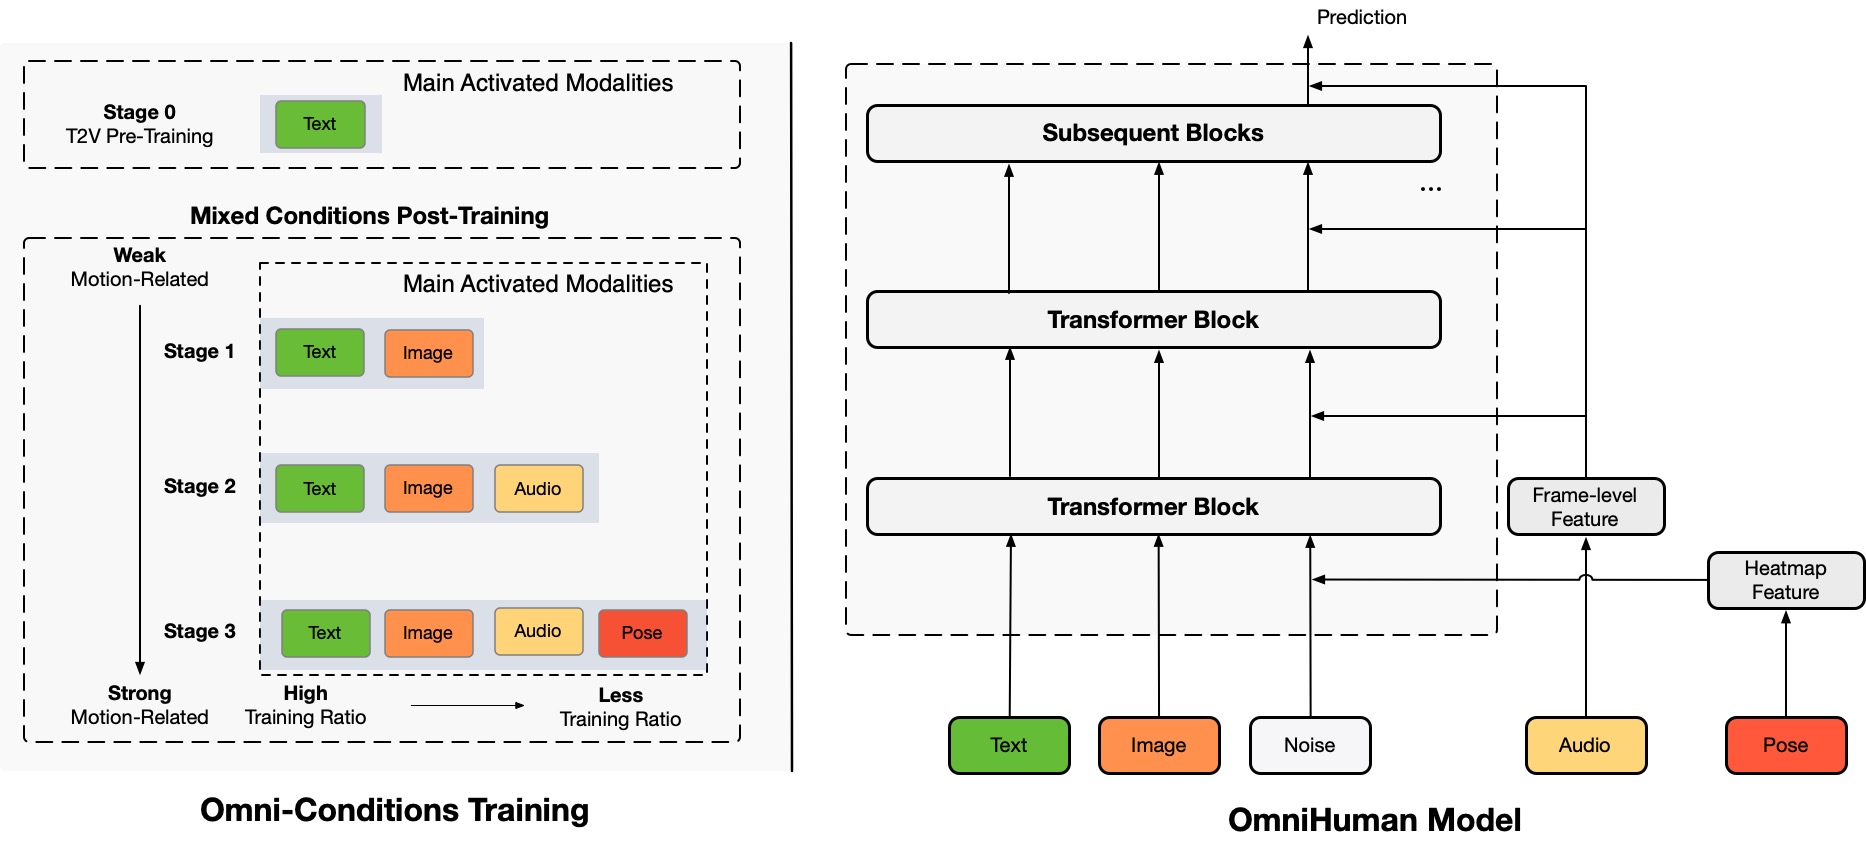 Main Activated Modalities
Stage 0
T2V Pre-Training
Text
Mixed Conditions Post-Training
Weak
Motion-Related
Main Activated Modalities
Stage 1
Text
Image
Stage 2
Text
Image
Audio
Stage 3
Text
Image
Audio
Pose
Strong
Motion-Related
High
Training Ratio
Less
Training Ratio
Omni-Conditions Training
Prediction
Subsequent Blocks
...
Transformer Block
Transformer Block
Frame-level
Feature
Heatmap
Feature
Text
Image
Noise
Audio
Pose
OmniHuman Model